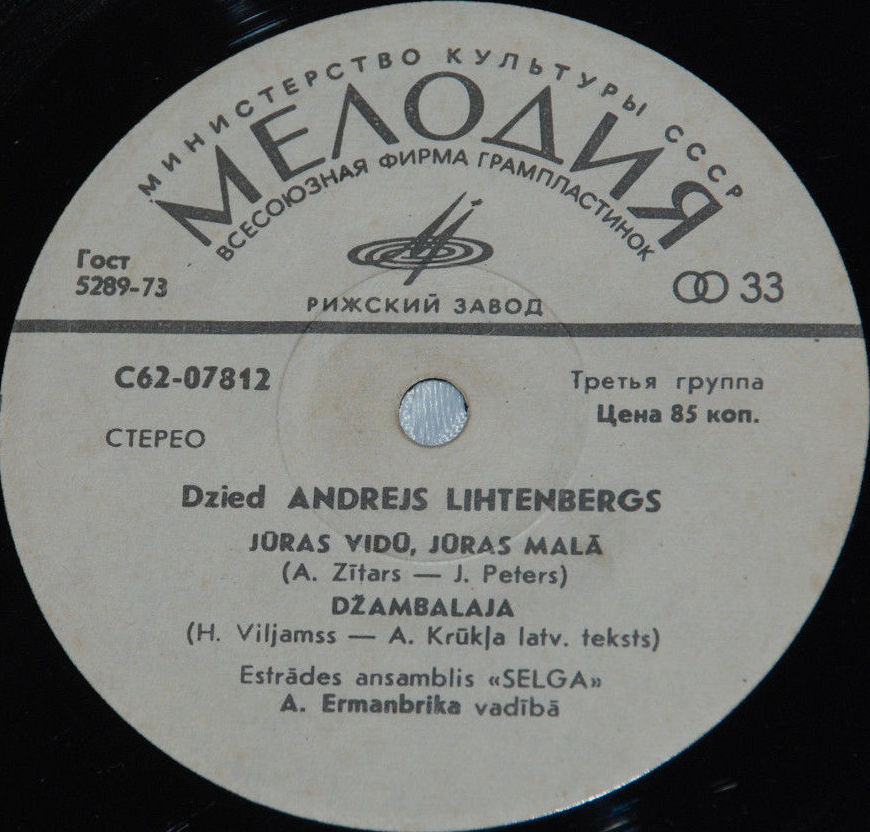 МИНИСТЕРСТВО КУЛЬТУРЫ СССР
МЕЛОДИЯ
ВСЕСОЮЗНАЯ ФИРМА ГРАМПЛАСТИНОК
Гост
5289-73
33
РИЖСКИЙ ЗАВОД
С62-07812
Третья группа
Цена 85 коп.
СТЕРЕО
Dzied ANDREJS LIHTENBERGS
JŪRAS VIDŪ, JŪRAS MALĀ
(A. Zītars — J. Peters)
DŽAMBALAJA
(H. Viljamss — A. Krūkļa latv. teksts)
Estrādes ansamblis «SELGA»
A. Ermanbrika vadībā